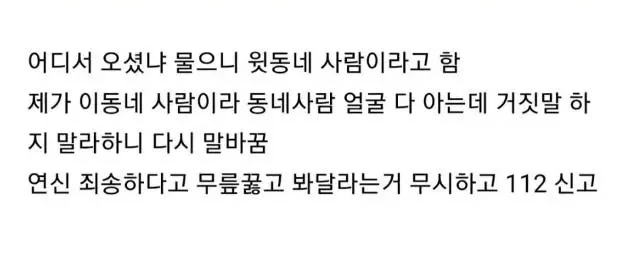 어디서 오셨냐 물으니 윗동네 사람이라고 함
제가 이동네 사람이라 동네사람 얼굴 다 아는데 거짓말 하
지 말라하니 다시 말바꿈
연신 죄송하다고 무릎꿇고 봐달라는거 무시하고 112 신고